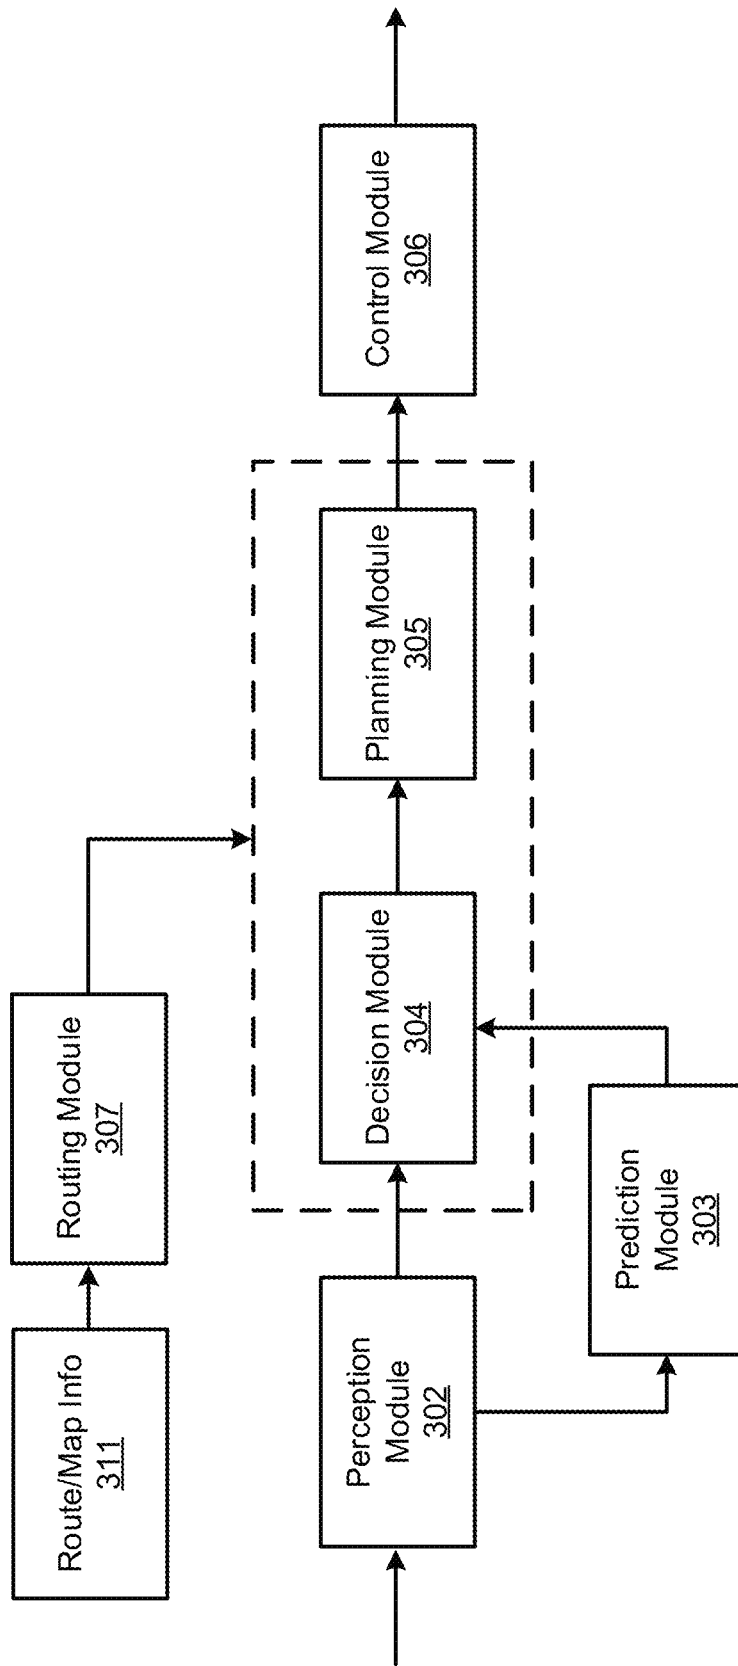 Route/Map Info
311
Routing Module
307
Perception
Module
302
Decision Module
304
Planning Module
305
Control Module
306
Prediction
Module
303